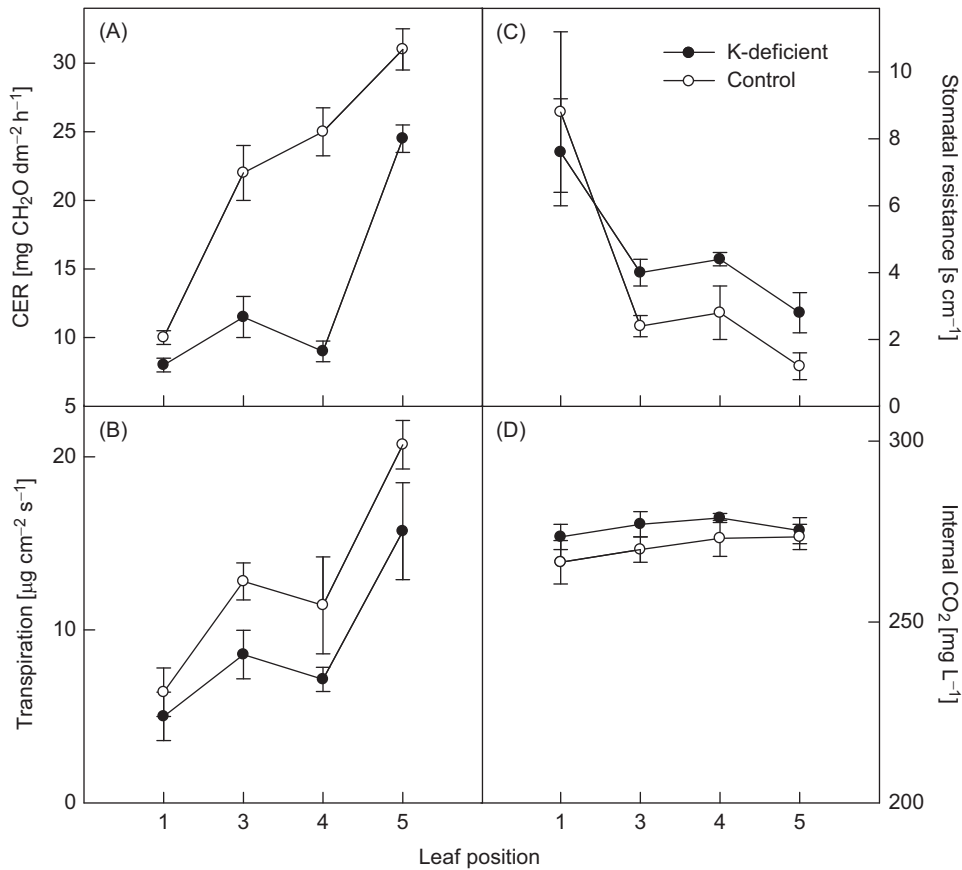 (A)
CER [mg CH₂O dm⁻² h⁻¹]
30
25
20
15
10
5
(C)
K-deficient
Control
Stomatal resistance [s cm⁻¹]
10
8
6
4
2
0
(B)
Transpiration [μg cm⁻² s⁻¹]
20
10
0
1 3 4 5
(D)
Internal CO₂ [mg L⁻¹]
300
250
200
1 3 4 5
Leaf position